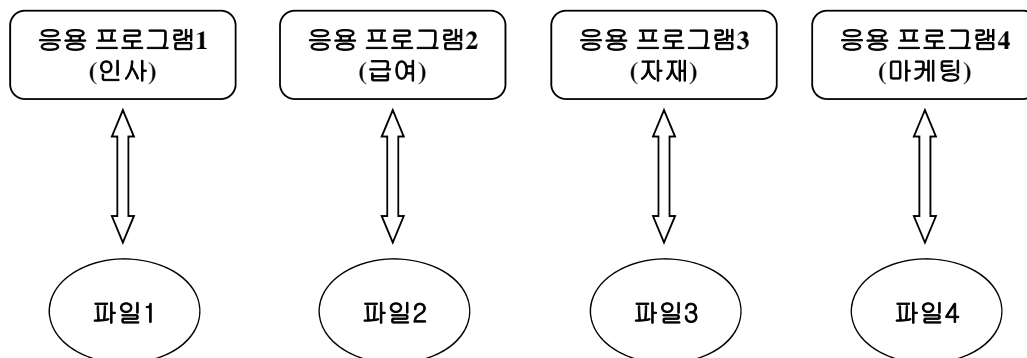 응용 프로그램1
(인사)
응용 프로그램2
(급여)
응용 프로그램3
(자재)
응용 프로그램4
(마케팅)
파일1
파일2
파일3
파일4